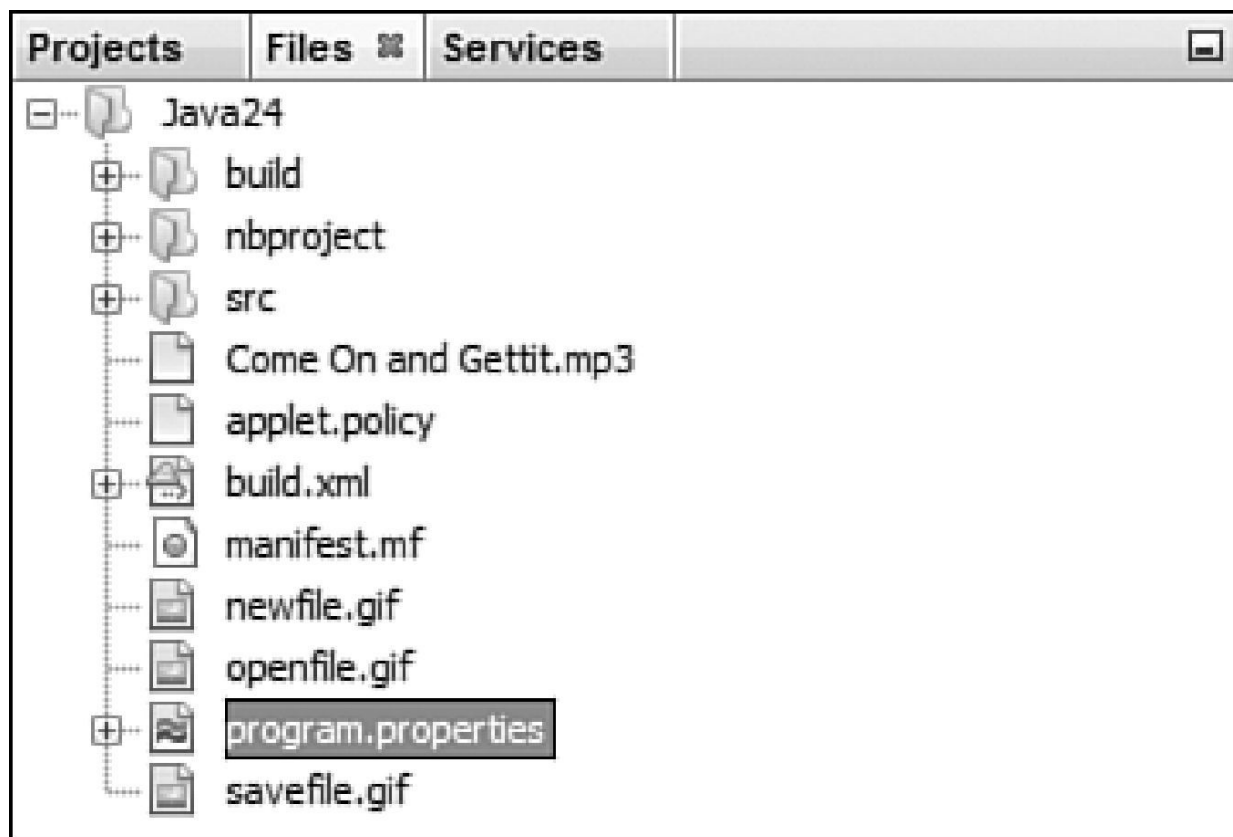 Projects Files Services
Java24
build
nbproject
src
Come On and Gettit.mp3
applet.policy
build.xml
manifest.mf
newfile.gif
openfile.gif
program.properties
savefile.gif